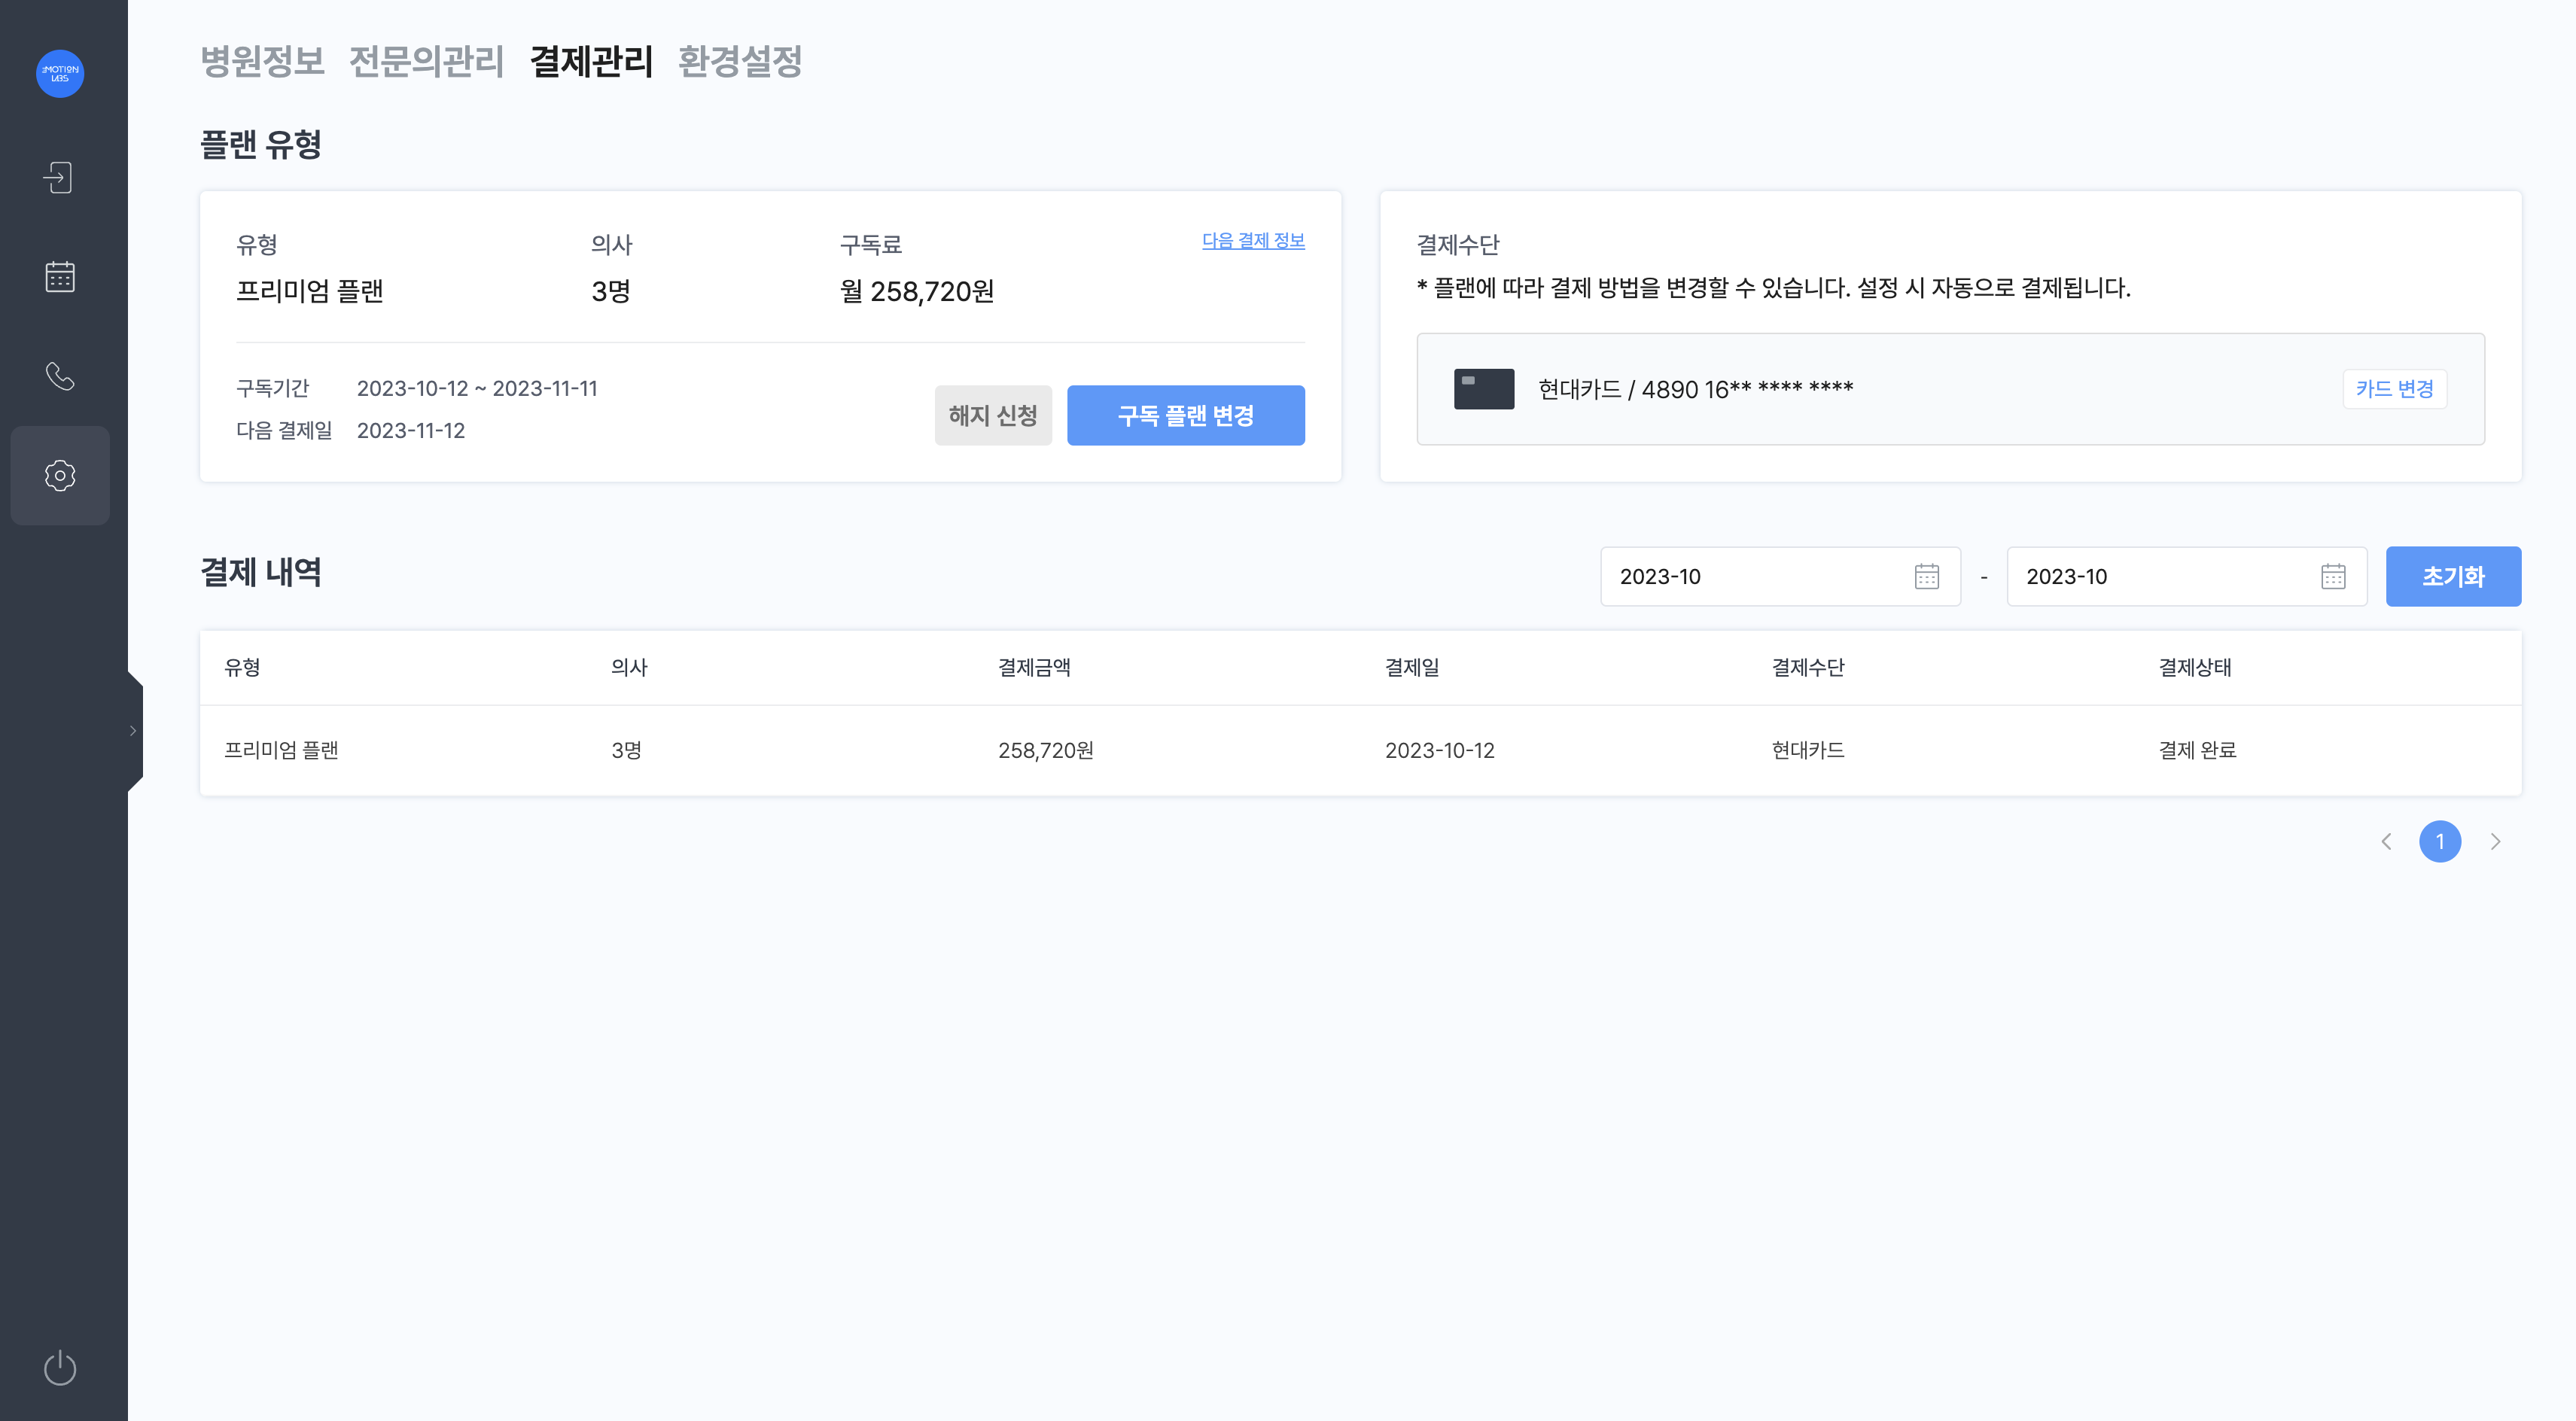 MOTION
LABS
병원정보 전문의관리 결제관리 환경설정
플랜 유형
유형 의사 구독료 다음 결제 정보
프리미엄 플랜 3명 월 258,720원
구독기간 2023-10-12 ~ 2023-11-11
다음 결제일 2023-11-12
해지 신청 구독 플랜 변경
결제수단
* 플랜에 따라 결제 방법을 변경할 수 있습니다. 설정 시 자동으로 결제됩니다.
현대카드 / 4890 16** **** **** 카드 변경
결제 내역
2023-10 - 2023-10 초기화
유형 의사 결제금액 결제일 결제수단 결제상태
프리미엄 플랜 3명 258,720원 2023-10-12 현대카드 결제 완료
1